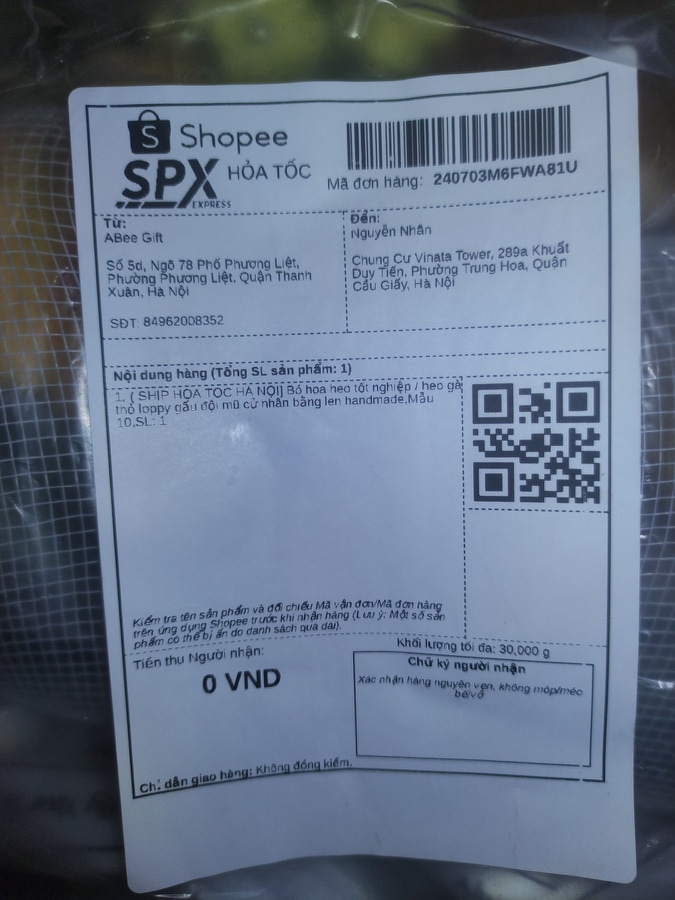 Shopee
SPX
EXPRESS
HỎA TỐC
Mã đơn hàng: 240703M6FWA81U
Từ:
ABee Gift
Số 5d, Ngõ 78 Phố Phương Liệt,
Phường Phương Liệt, Quận Thanh
Xuân, Hà Nội
SĐT: 84962008352
Đến:
Nguyễn Nhân
Chung Cư Vinata Tower, 289a Khuất
Duy Tiến, Phường Trung Hoa, Quận
Cầu Giấy, Hà Nội
Nội dung hàng (Tổng SL sản phẩm: 1)
1. ( SHIP HỎA TỐC HÀ NỘI] Bó hoa heo tốt nghiệp / heo gà
thỏ loppy gấu đội mũ cử nhân bằng len handmade,Mẫu
10,SL: 1
Kiểm tra tên sản phẩm và đối chiếu Mã vận đơn/Mã đơn hàng
trên ứng dụng Shopee trước khi nhận hàng (Lưu ý: Một số sản
phẩm có thể bị ẩn do danh sách quá dài).
Tiền thu Người nhận:
0 VND
Khối lượng tối đa: 30,000 g
Chữ ký người nhận
Xác nhận hàng nguyên vẹn, không móp/méo
bể/vỡ
Chỉ dẫn giao hàng: Không đồng kiểm.